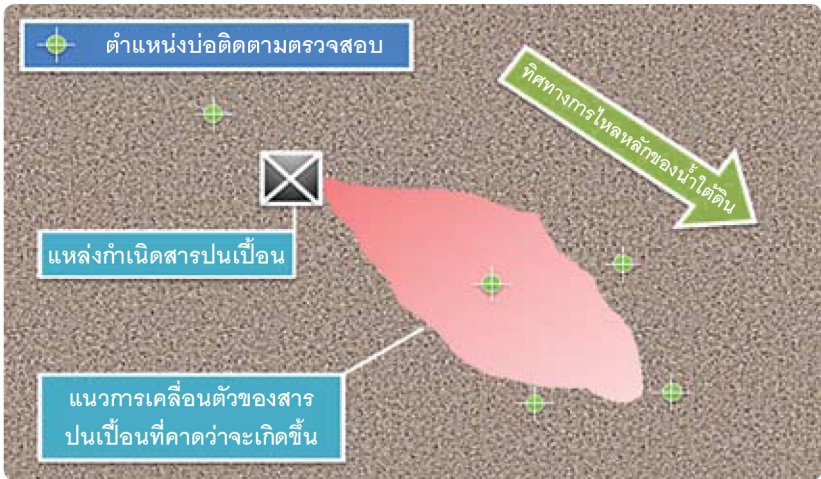 ตำแหน่งบ่อติดตามตรวจสอบ
ทิศทางการไหลหลักของน้ำใต้ดิน
แหล่งกำเนิดสารปนเปื้อน
แนวการเคลื่อนตัวของสาร
ปนเปื้อนที่คาดว่าจะเกิดขึ้น